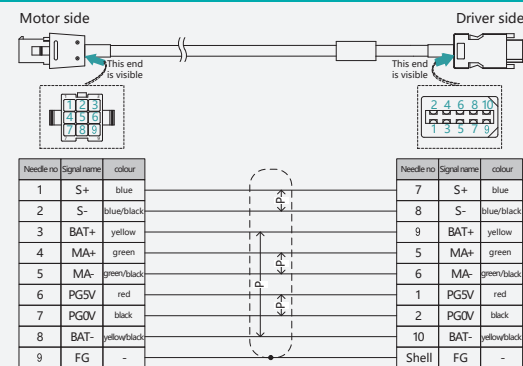 Motor side
Driver side
This end
is visible
This end
is visible
1 2 3
4 5 6
7 8 9
2 4 6 8 10
1 3 5 7 9
Needle no Signal name colour
1 S+ blue
2 S- blue/black
3 BAT+ yellow
4 MA+ green
5 MA- green/black
6 PG5V red
7 PG0V black
8 BAT- yellow/black
9 FG -
P
P
P
P
Needle no Signal name colour
7 S+ blue
8 S- blue/black
9 BAT+ yellow
5 MA+ green
6 MA- green/black
1 PG5V red
2 PG0V black
10 BAT- yellow/black
Shell FG -